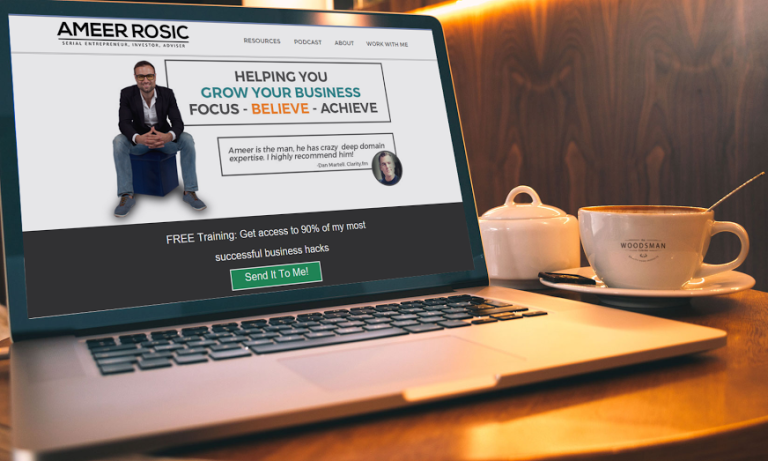 AMEER ROSIC
SERIAL ENTREPRENEUR, INVESTOR, ADVISER
RESOURCES PODCAST ABOUT WORK WITH ME
HELPING YOU
GROW YOUR BUSINESS
FOCUS - BELIEVE - ACHIEVE
Ameer is the man, he has crazy deep domain
expertise. I highly recommend him!
-Dan Martell, Clarity.fm
FREE Training: Get access to 90% of my most
successful business hacks
Send It To Me!
WOODSMAN